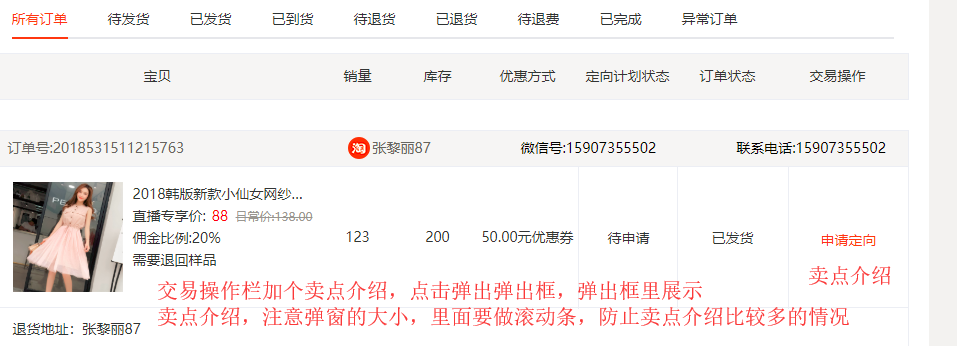 所有订单 待发货 已发货 已到货 待退货 已退货 待退费 已完成 异常订单
宝贝 销量 库存 优惠方式 定向计划状态 订单状态 交易操作
订单号:2018531511215763 淘 张黎丽87 微信号:15907355502 联系电话:15907355502
2018韩版新款小仙女网纱...
直播专享价: 88 日常价:138.00
佣金比例:20%
需要退回样品
123 200 50.00元优惠券 待申请 已发货 申请定向
卖点介绍
交易操作栏加个卖点介绍，点击弹出弹出框，弹出框里展示
卖点介绍，注意弹窗的大小，里面要做滚动条，防止卖点介绍比较多的情况
退货地址：张黎丽87